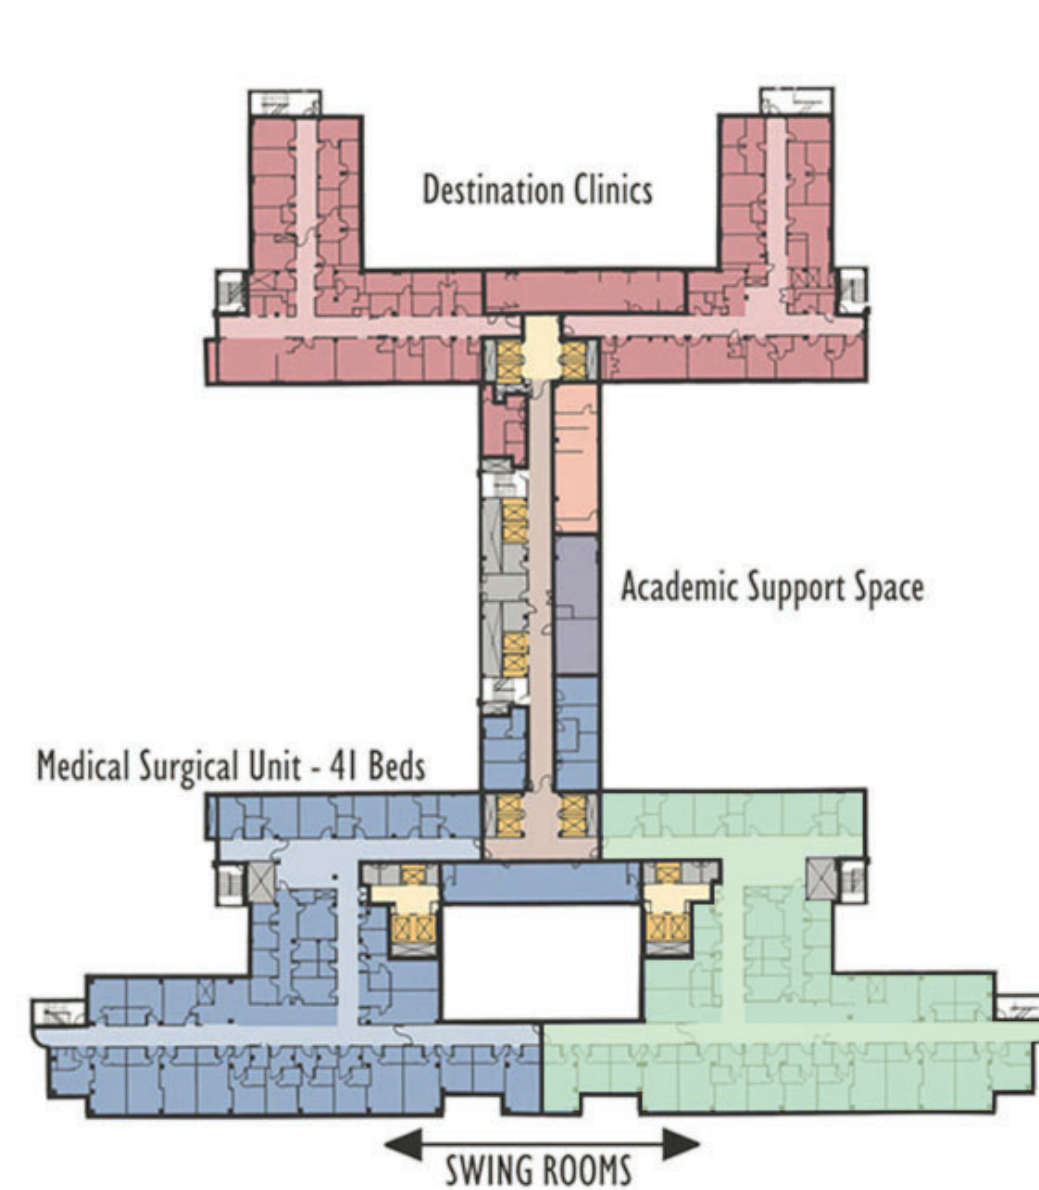 Destination Clinics
Academic Support Space
Medical Surgical Unit - 41 Beds
SWING ROOMS